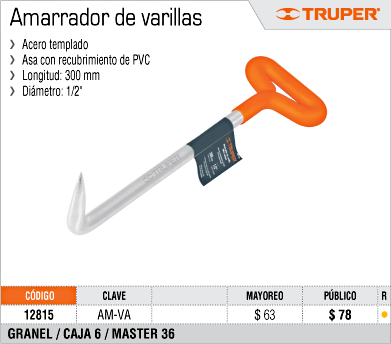 Amarrador de varillas
TRUPER®
Acero templado
Asa con recubrimiento de PVC
Longitud: 300 mm
Diámetro: 1/2"
CÓDIGO CLAVE MAYOREO PÚBLICO R
12815 AM-VA $ 63 $ 78
GRANEL / CAJA 6 / MASTER 36